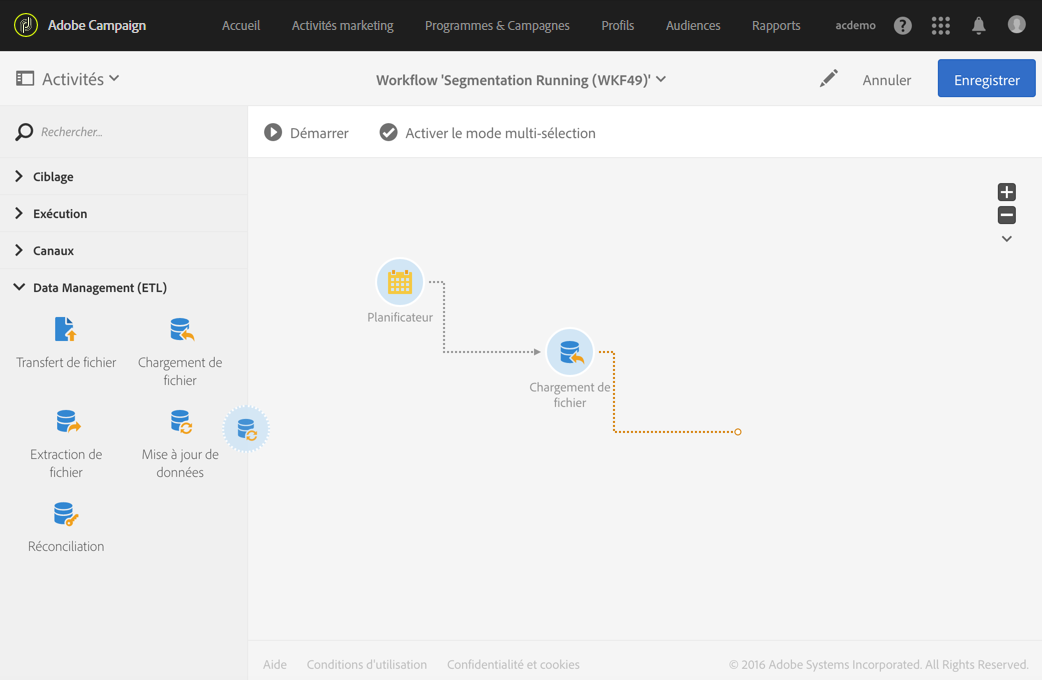 Adobe Campaign
Accueil
Activités marketing
Programmes & Campagnes
Profils
Audiences
Rapports
acdemo
?
Activités
Workflow 'Segmentation Running (WKF49)'
Annuler
Enregistrer
Rechercher...
Démarrer
Activer le mode multi-sélection
Ciblage
Exécution
Canaux
Data Management (ETL)
Transfert de fichier
Chargement de
fichier
Extraction de
fichier
Mise à jour de
données
Réconciliation
Planificateur
Chargement de
fichier
Aide
Conditions d'utilisation
Confidentialité et cookies
© 2016 Adobe Systems Incorporated. All Rights Reserved.